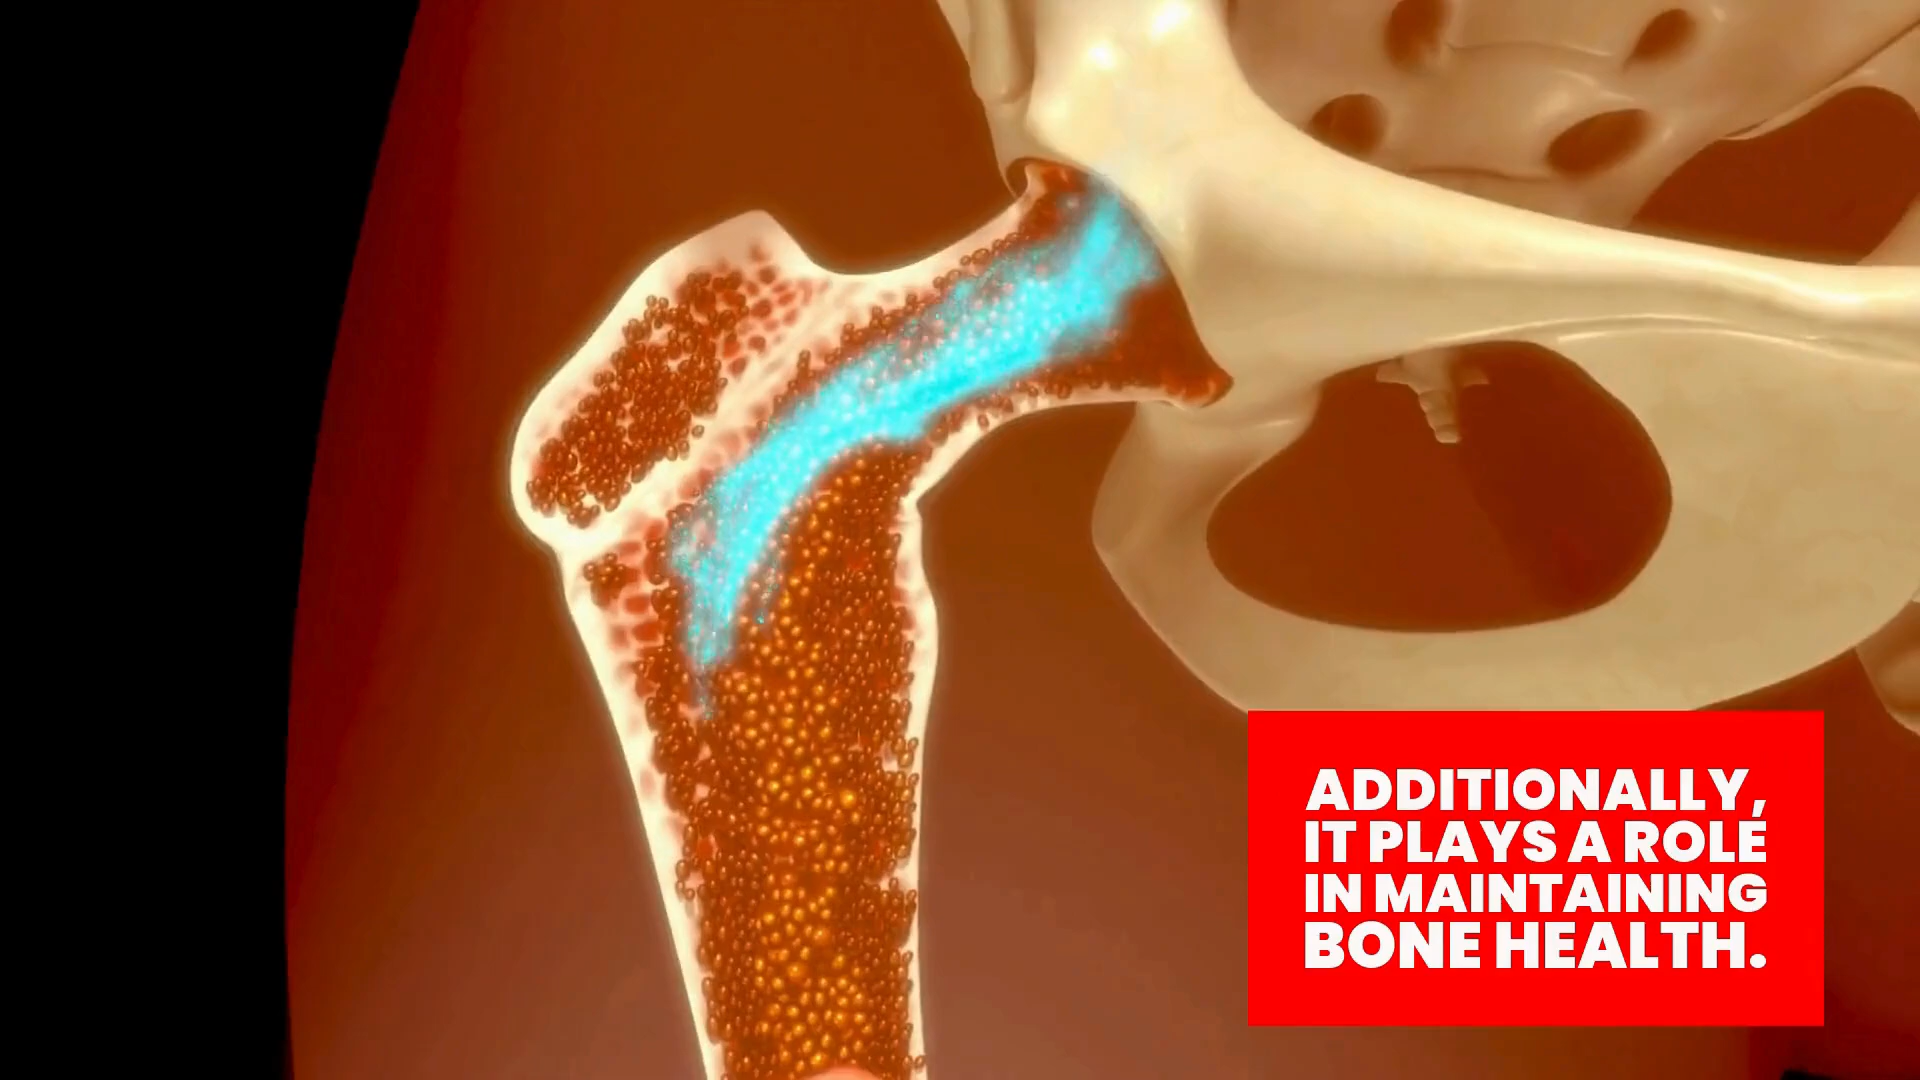 ADDITIONALLY,
IT PLAYS A ROLE
IN MAINTAINING
BONE HEALTH.